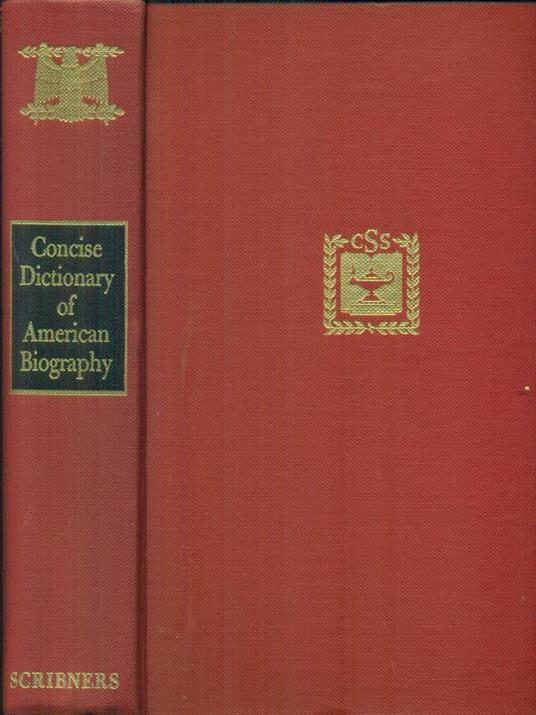 Concise
Dictionary
of
American
Biography
SCRIBNERS
CSS